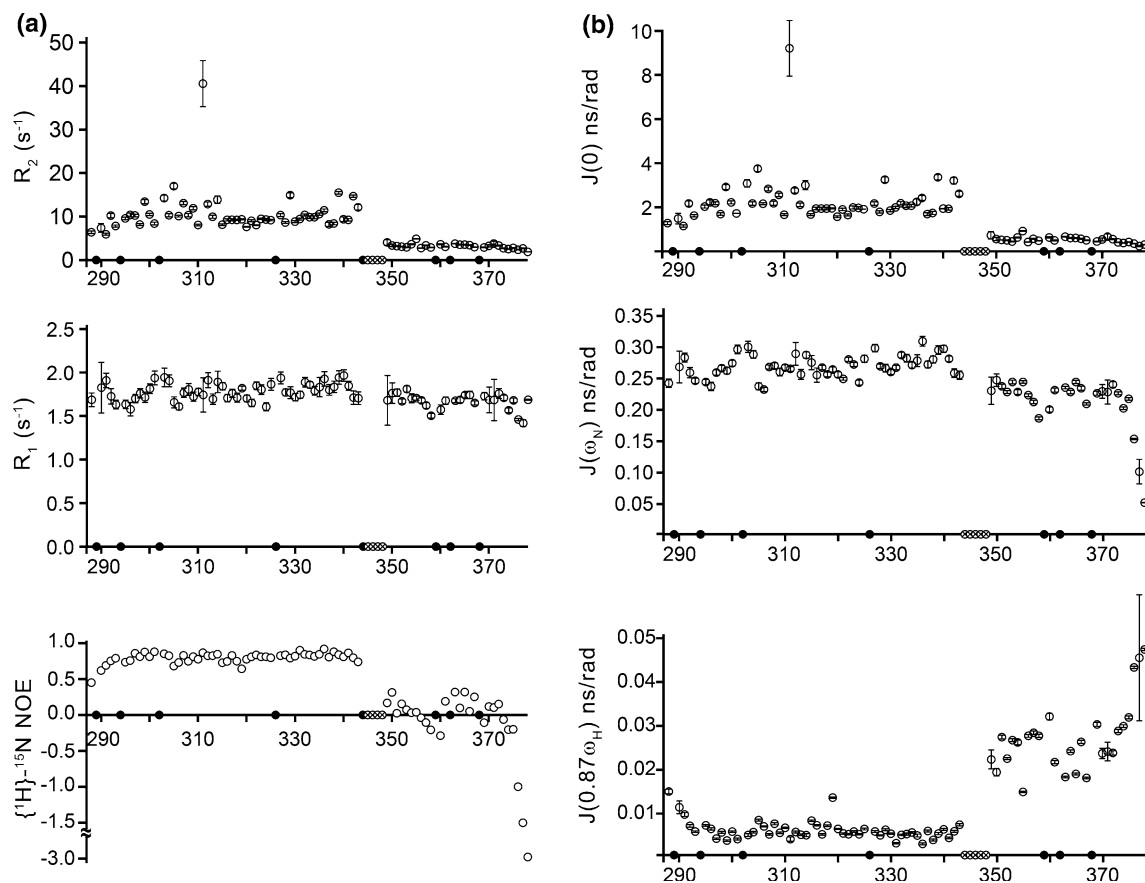 (a)
R2 (s-1)
50
40
30
20
10
0
290 310 330 350 370
R1 (s-1)
2.5
2.0
1.5
1.0
0.5
0.0
290 310 330 350 370
{1H}-15N NOE
1.0
0.5
0.0
-0.5
-1.0
-1.5
-3.0
290 310 330 350 370
(b)
J(0) ns/rad
10
8
6
4
2
290 310 330 350 370
J(ωN) ns/rad
0.35
0.30
0.25
0.20
0.15
0.10
0.05
290 310 330 350 370
J(0.87ωH) ns/rad
0.05
0.04
0.03
0.02
0.01
290 310 330 350 370